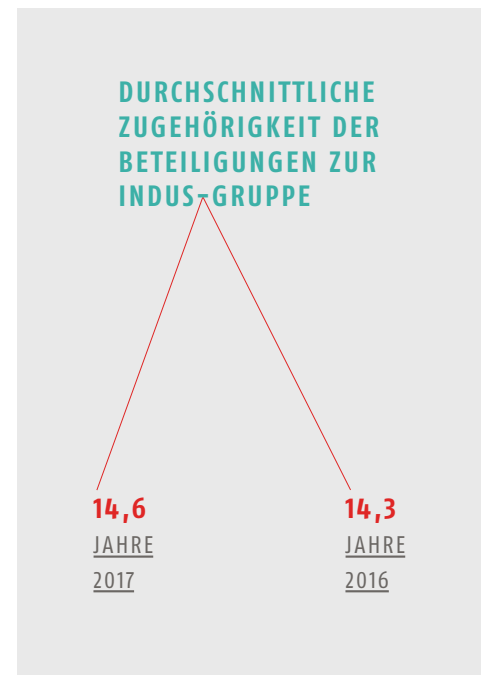 DURCHSCHNITTLICHE
ZUGEHÖRIGKEIT DER
BETEILIGUNGEN ZUR
INDUS-GRUPPE
14,6
JAHRE
2017
14,3
JAHRE
2016